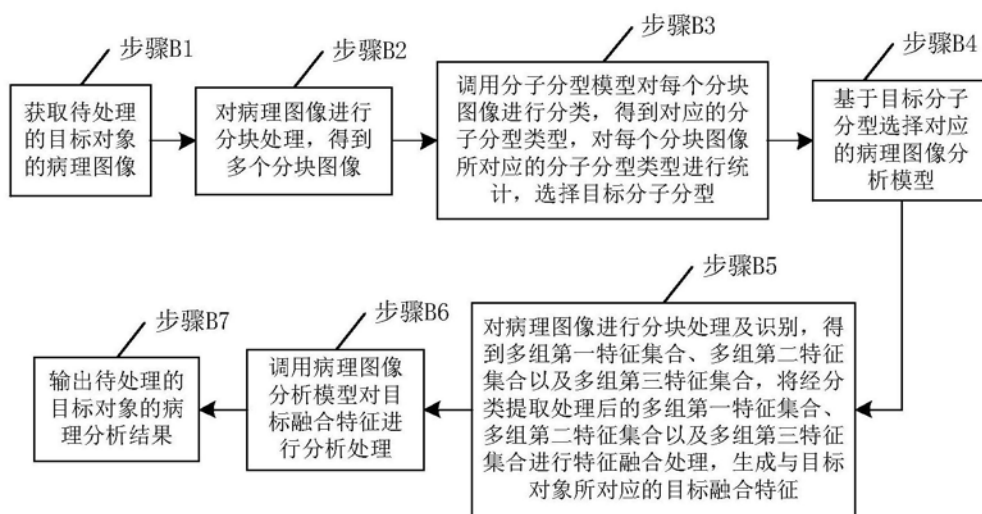 步骤B1
获取待处理
的目标对象
的病理图像
步骤B2
对病理图像进行
分块处理，得到
多个分块图像
步骤B3
调用分子分型模型对每个分块
图像进行分类，得到对应的分
子分型类型，对每个分块图像
所对应的分子分型类型进行统
计，选择目标分子分型
步骤B4
基于目标分子
分型选择对应
的病理图像分
析模型
步骤B5
对病理图像进行分块处理及识别，得
到多组第一特征集合、多组第二特征
集合以及多组第三特征集合，将经分
类提取处理后的多组第一特征集合、
多组第二特征集合以及多组第三特征
集合进行特征融合处理，生成与目标
对象所对应的目标融合特征
步骤B6
调用病理图像
分析模型对目
标融合特征进
行分析处理
步骤B7
输出待处理的
目标对象的病
理分析结果